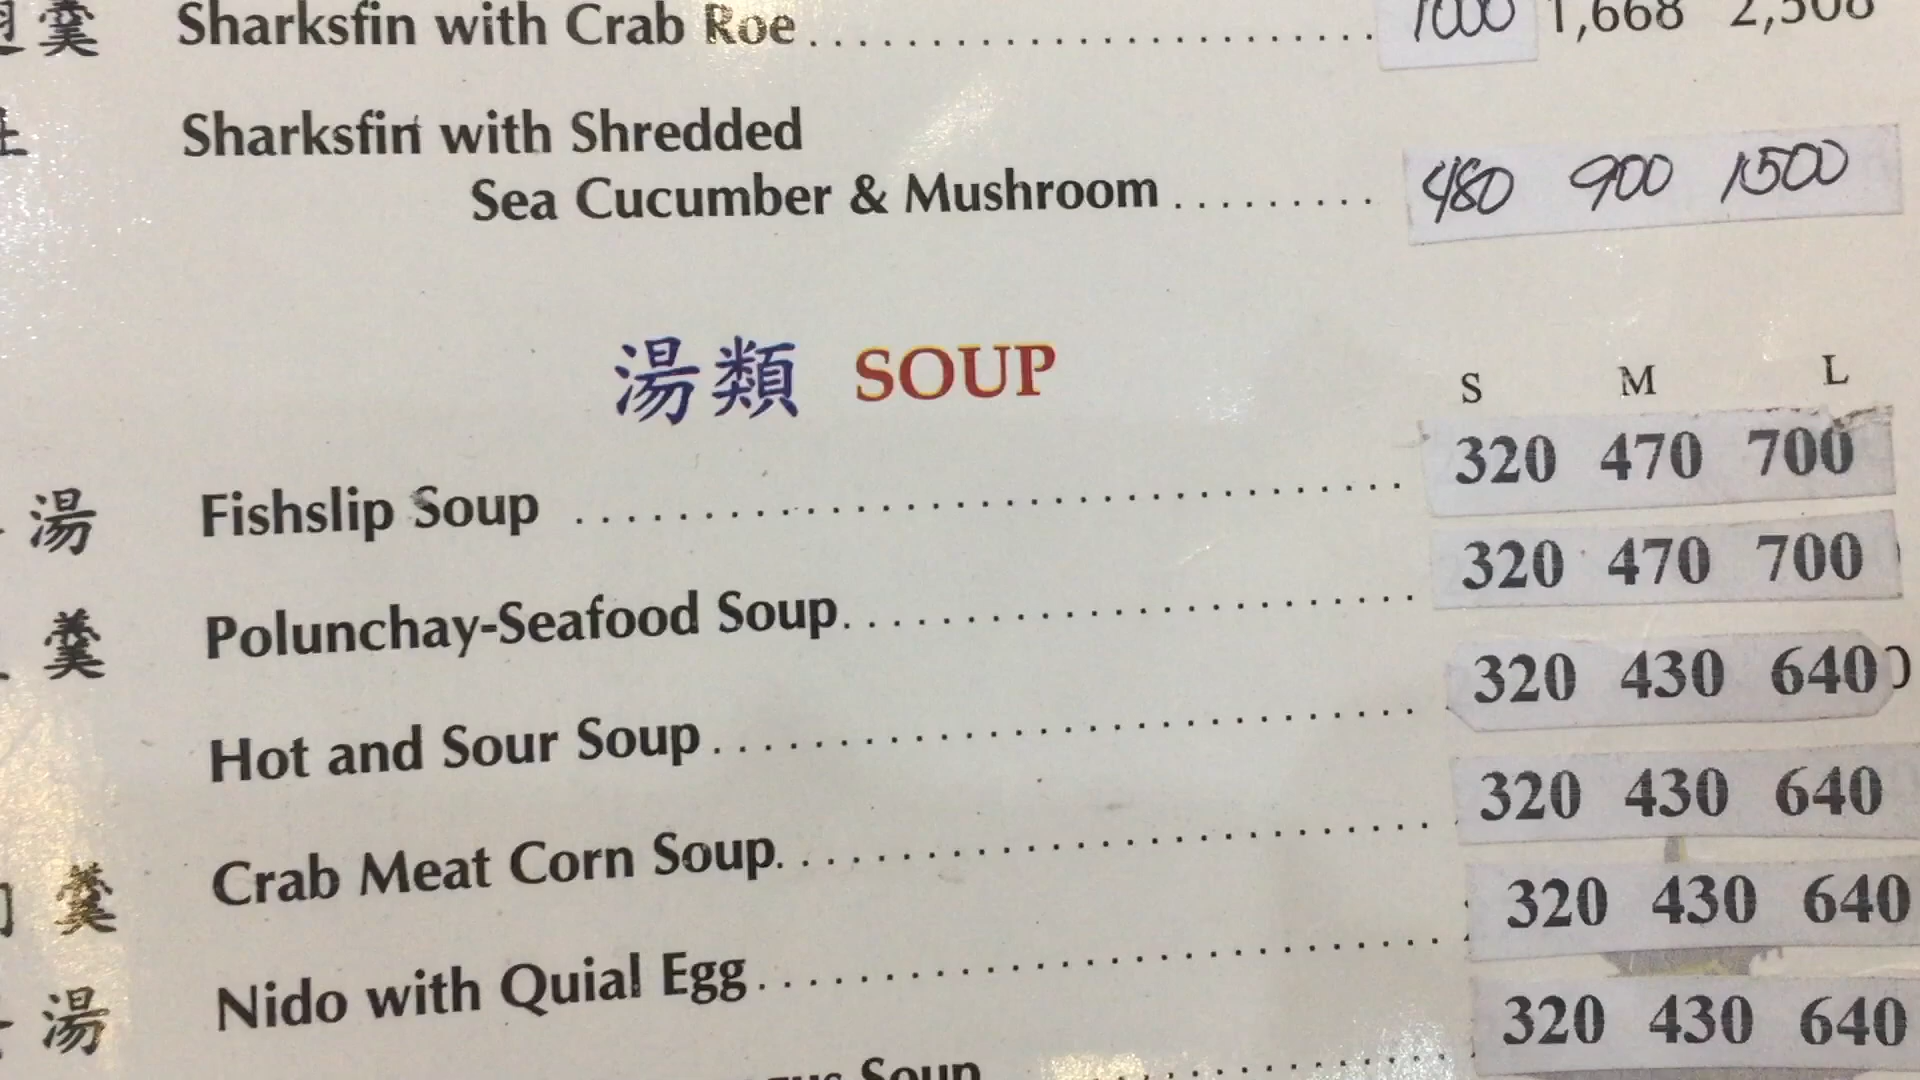 羹 Sharksfin with Crab Roe 1000 1,668 2,508
Sharksfin with Shredded
Sea Cucumber & Mushroom 480 900 1500
湯類 SOUP
S M L
湯 Fishslip Soup 320 470 700
羹 Polunchay-Seafood Soup 320 470 700
Hot and Sour Soup 320 430 640
羹 Crab Meat Corn Soup 320 430 640
湯 Nido with Quial Egg 320 430 640
Soup 320 430 640